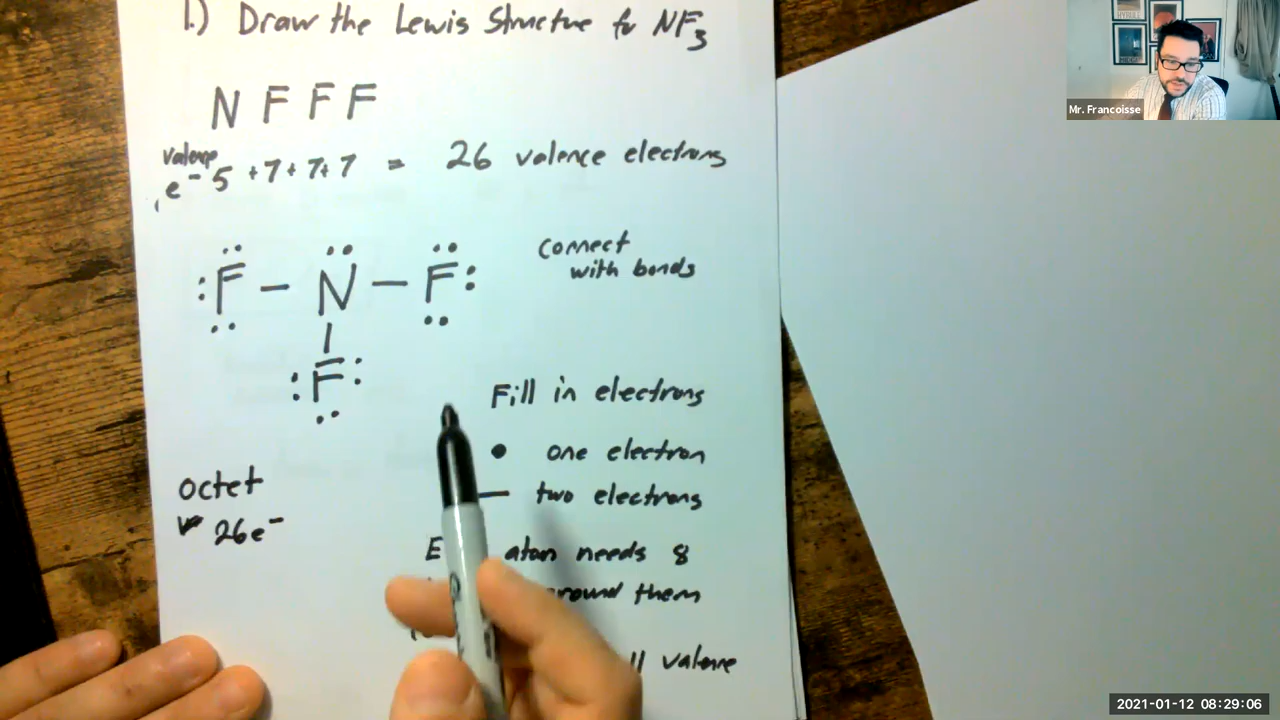 1.) Draw the Lewis Structure for NF3
N F F F
valence
e- 5 + 7 + 7 + 7 = 26 valence electrons
F - N - F
F
Connect
with bonds
Fill in electrons
• one electron
— two electrons
Octet
26e-
E atom needs 8
around them
valence
Mr. Francoisse
2021-01-12 08:29:06